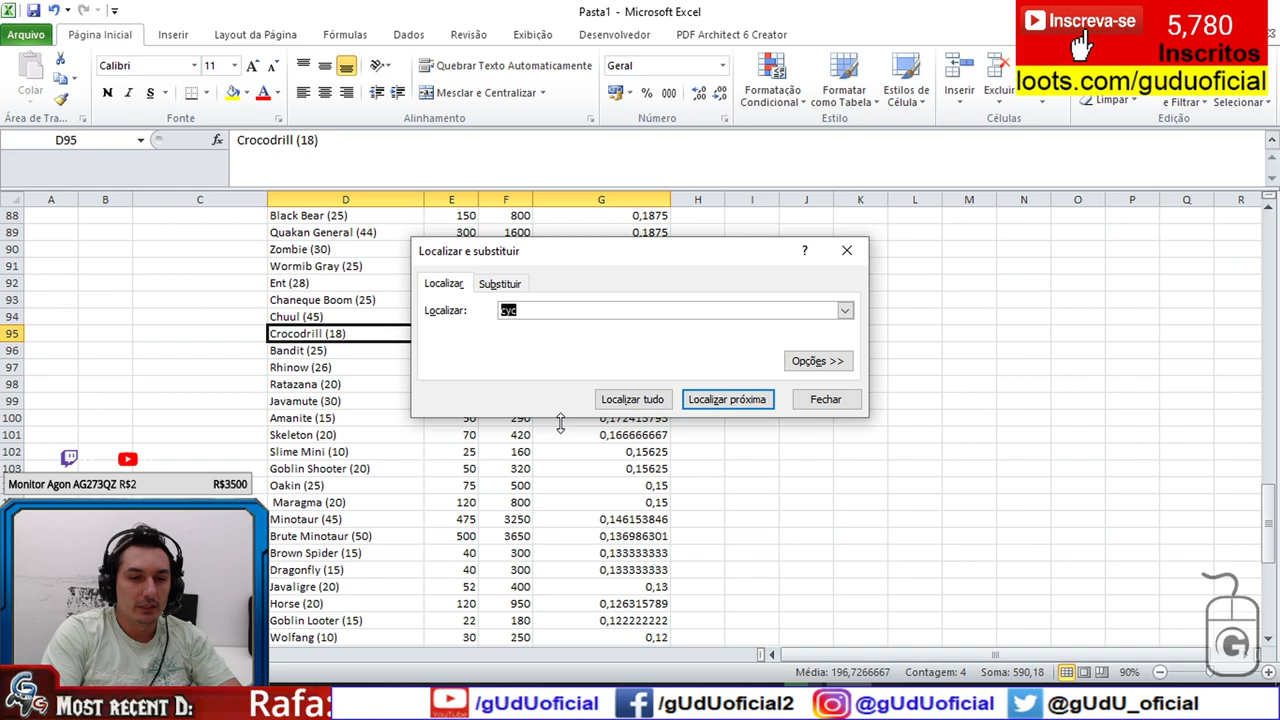 Pasta1 - Microsoft Excel
Inscreva-se
5,780
Inscritos
loots.com/guduoficial
Arquivo Página Inicial Inserir Layout da Página Fórmulas Dados Revisão Exibição Desenvolvedor PDF Architect 6 Creator
Colar
Calibri 11
N I S
Quebrar Texto Automaticamente
Mesclar e Centralizar
Geral
% 000
Formatação Condicional
Formatar como Tabela
Estilos de Célula
Inserir
Excluir
Limpar
e Filtrar
Selecionar
Área de Tra...
Fonte
Alinhamento
Número
Estilo
Células
Edição
D95
fx
Crocodrill (18)
A B C D E F G H I J K L M N O P Q R
88 Black Bear (25) 150 800 0,1875
89 Quakan General (44) 300 1600 0,1875
90 Zombie (30)
91 Wormib Gray (25)
92 Ent (28)
93 Chaneque Boom (25)
94 Chuul (45)
95 Crocodrill (18)
96 Bandit (25)
97 Rhinow (26)
98 Ratazana (20)
99 Javamute (30)
100 Amanite (15) 50 290 0,172413793
101 Skeleton (20) 70 420 0,166666667
102 Slime Mini (10) 25 160 0,15625
103 Goblin Shooter (20) 50 320 0,15625
Oakin (25) 75 500 0,15
Maragma (20) 120 800 0,15
Minotaur (45) 475 3250 0,146153846
Brute Minotaur (50) 500 3650 0,136986301
Brown Spider (15) 40 300 0,133333333
Dragonfly (15) 40 300 0,133333333
Javaligre (20) 52 400 0,13
Horse (20) 120 950 0,126315789
Goblin Looter (15) 22 180 0,122222222
Wolfang (10) 30 250 0,12
Localizar e substituir
?
Localizar Substituir
Localizar: cyc
Opções >>
Localizar tudo Localizar próxima Fechar
Monitor Agon AG273QZ R$2 R$3500
G
Média: 196,7266667 Contagem: 4 Soma: 590,18 90%
Most recent D: Rafa:
YouTube
/gUdUoficial
/gUdUoficial2
@gUdUoficial
@gUdU_oficial